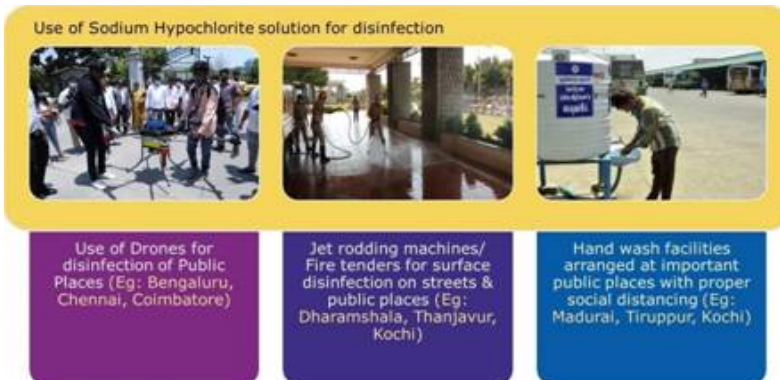 Use of Sodium Hypochlorite solution for disinfection
Use of Drones for
disinfection of Public
Places (Eg: Bengaluru,
Chennai, Coimbatore)
Jet rodding machines/
Fire tenders for surface
disinfection on streets &
public places (Eg:
Dharamshala, Thanjavur,
Kochi)
Hand wash facilities
arranged at important
public places with proper
social distancing (Eg:
Madurai, Tiruppur, Kochi)